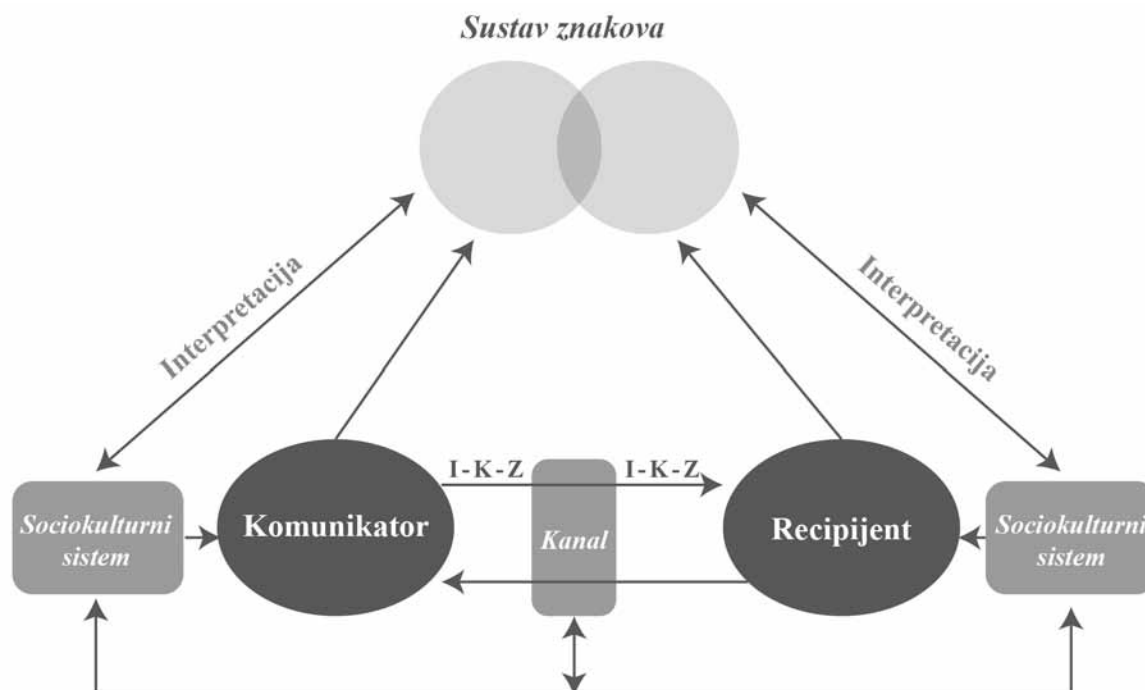 Sustav znakova
Interpretacija
Interpretacija
I-K-Z
I-K-Z
Sociokulturni
sistem
Komunikator
Kanal
Recipijent
Sociokulturni
sistem